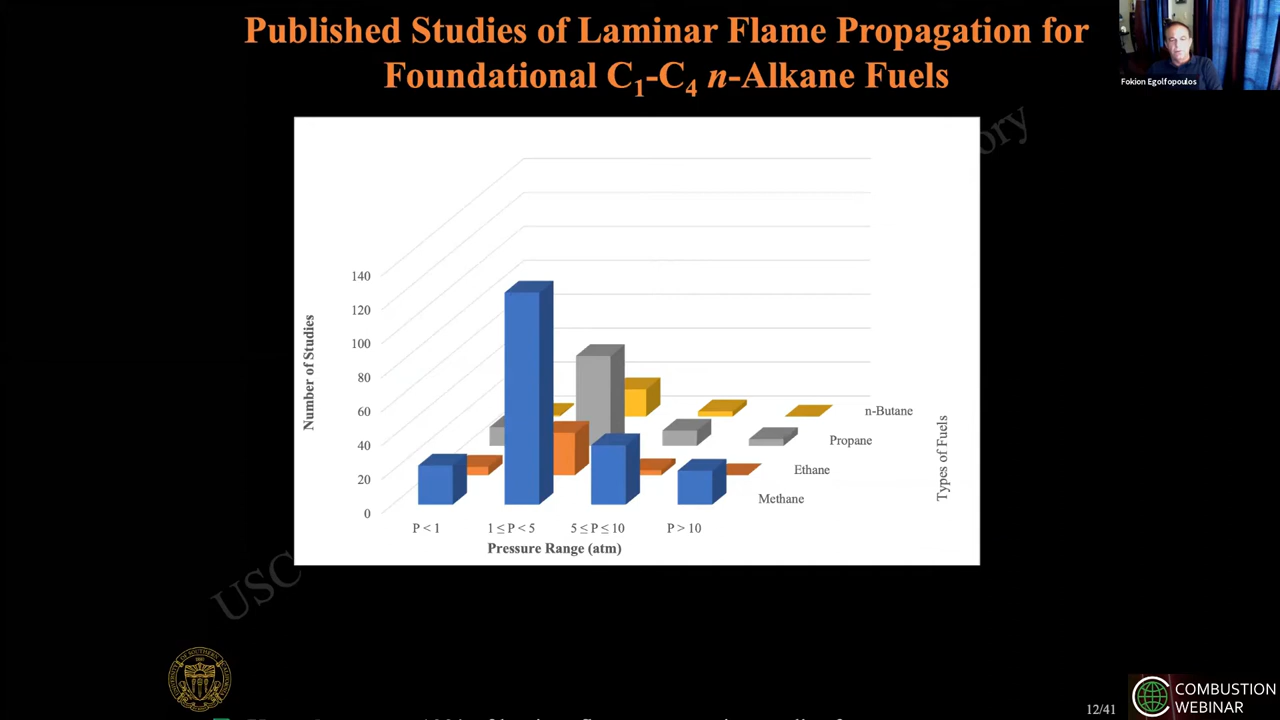 Published Studies of Laminar Flame Propagation for
Foundational C1-C4 n-Alkane Fuels
Fokion Egolfopoulos
Number of Studies
140
120
100
80
60
40
20
0
n-Butane
Propane
Ethane
Methane
Types of Fuels
P < 1
1 ≤ P < 5
5 ≤ P ≤ 10
P > 10
Pressure Range (atm)
USC
12/41
COMBUSTION
WEBINAR